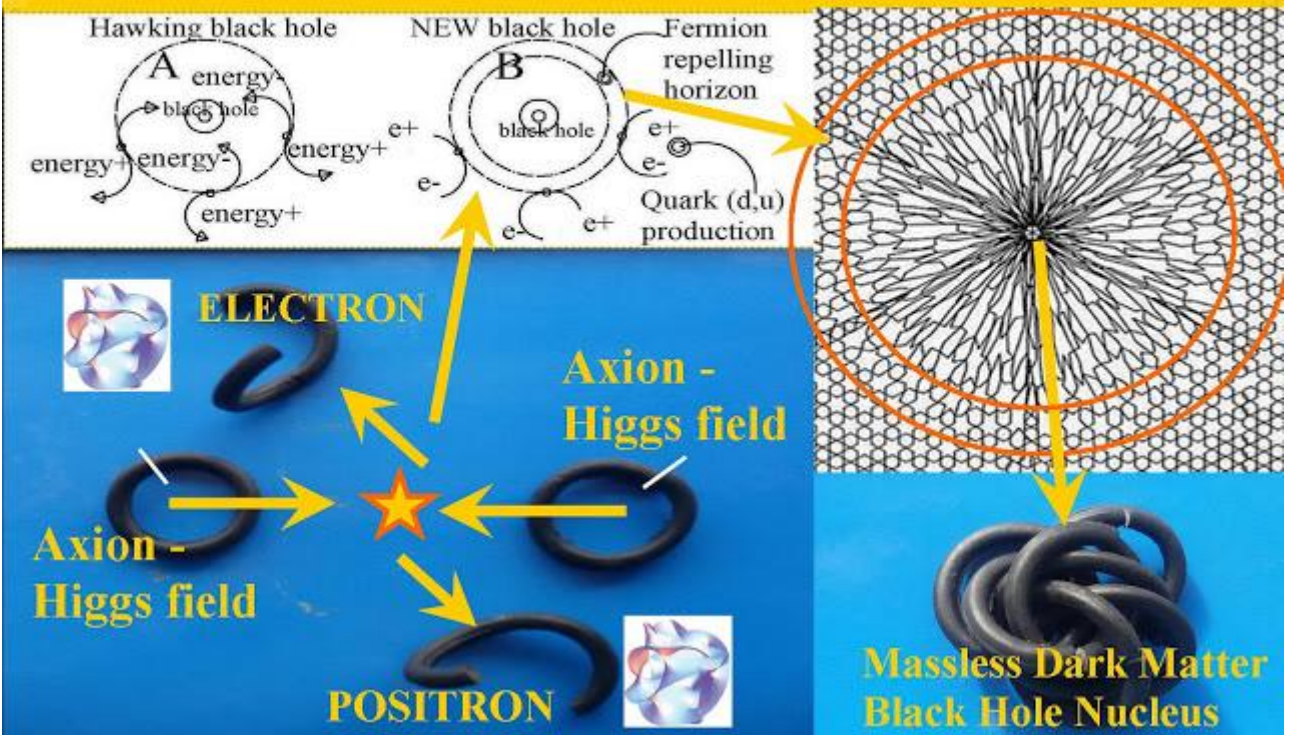 Hawking black hole
A
energy-
black hole
energy+
energy-
energy+
energy+
NEW black hole
B
Fermion
repelling
horizon
black hole
e+
e-
e+
e-
e-
e+
Quark (d,u)
production
ELECTRON
Axion -
Higgs field
Axion -
Higgs field
POSITRON
Massless Dark Matter
Black Hole Nucleus